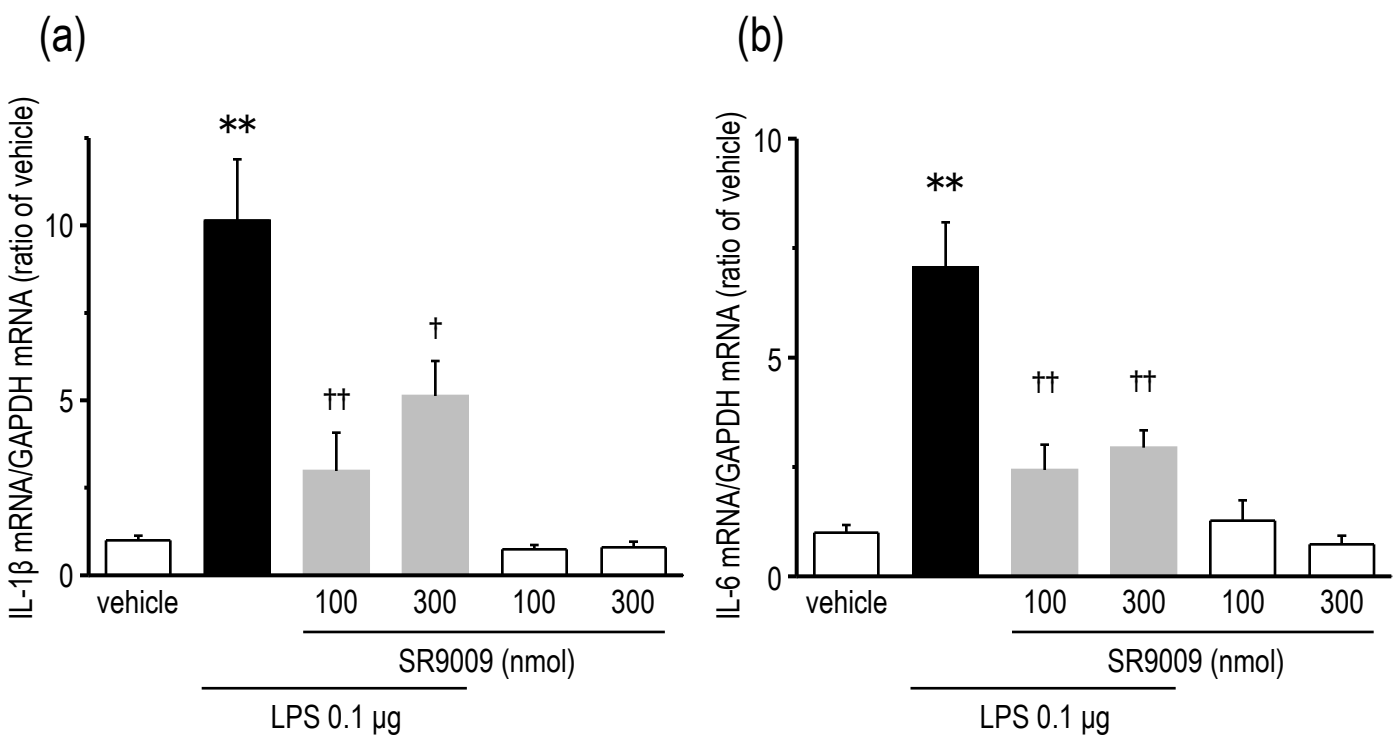 (a)
IL-1β mRNA/GAPDH mRNA (ratio of vehicle)
10
5
0
**
††
†
vehicle
100
300
100
300
SR9009 (nmol)
LPS 0.1 µg
(b)
IL-6 mRNA/GAPDH mRNA (ratio of vehicle)
10
5
0
**
††
††
vehicle
100
300
100
300
SR9009 (nmol)
LPS 0.1 µg